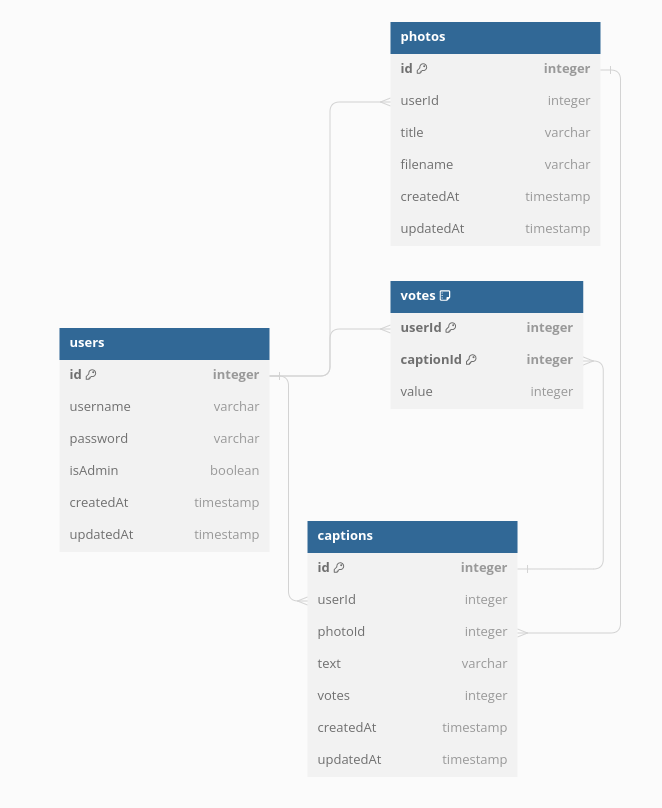 photos
id integer
userId integer
title varchar
filename varchar
createdAt timestamp
updatedAt timestamp
votes
userId integer
captionId integer
value integer
users
id integer
username varchar
password varchar
isAdmin boolean
createdAt timestamp
updatedAt timestamp
captions
id integer
userId integer
photoId integer
text varchar
votes integer
createdAt timestamp
updatedAt timestamp